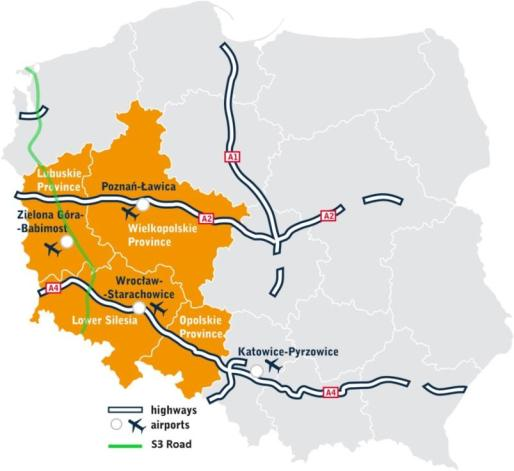 A1
Lubuskie
Province
Poznań-Ławica
A2
A2
Zielona Góra-
-Babimost
Wielkopolskie
Province
Wrocław-
-Starachowice
A4
Lower Silesia
Opolskie
Province
Katowice-Pyrzowice
A4
highways
airports
S3 Road